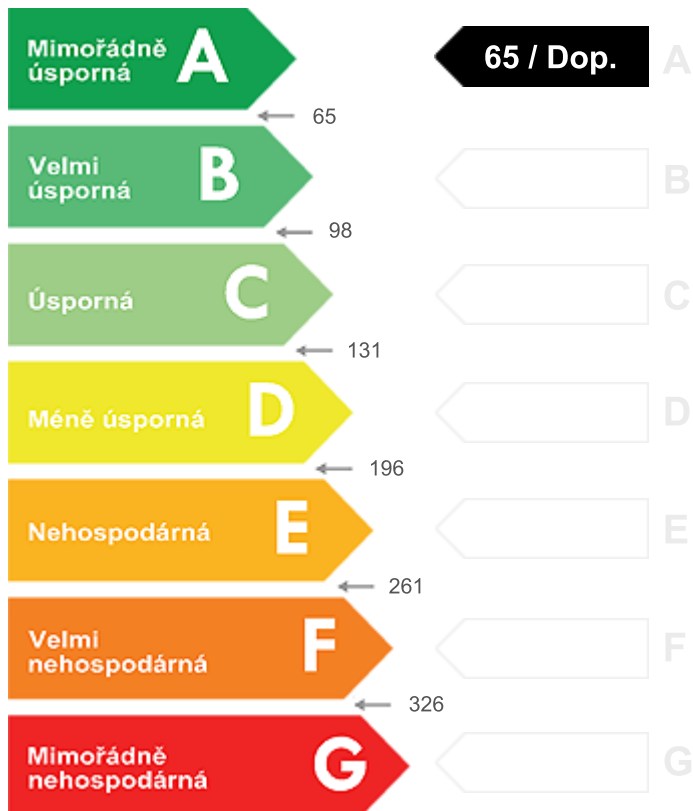 Mimořádně
úsporná
A
65 / Dop.
A
65
Velmi
úsporná
B
B
98
Úsporná
C
C
131
Méně úsporná
D
D
196
Nehospodárná
E
E
261
Velmi
nehospodárná
F
F
326
Mimořádně
nehospodárná
G
G